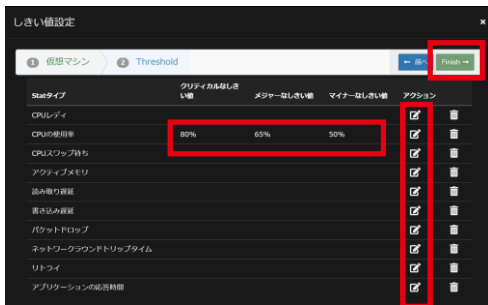 しきい値設定
×
1 仮想マシン 2 Threshold ← 前へ Finish →
Statタイプ クリティカルなしきい値 メジャーなしきい値 マイナーなしきい値 アクション
CPUレディ
CPUの使用率 80% 65% 50%
CPUスワップ待ち
アクティブメモリ
読み取り遅延
書き込み遅延
パケットドロップ
ネットワークラウンドトリップタイム
リトライ
アプリケーションの応答時間